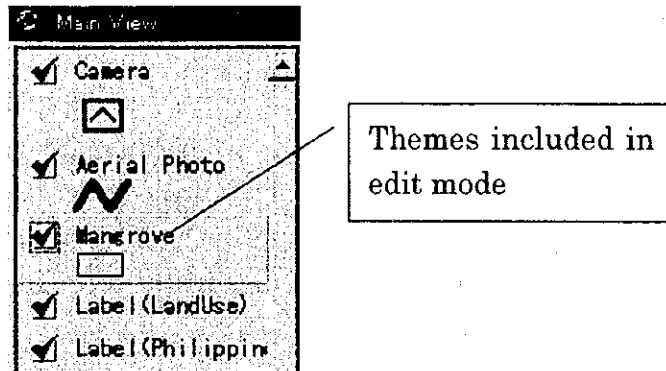 Main View
Camera
Aerial Photo
Mangrove
Label(LandUse)
Label(Philippin
Themes included in
edit mode